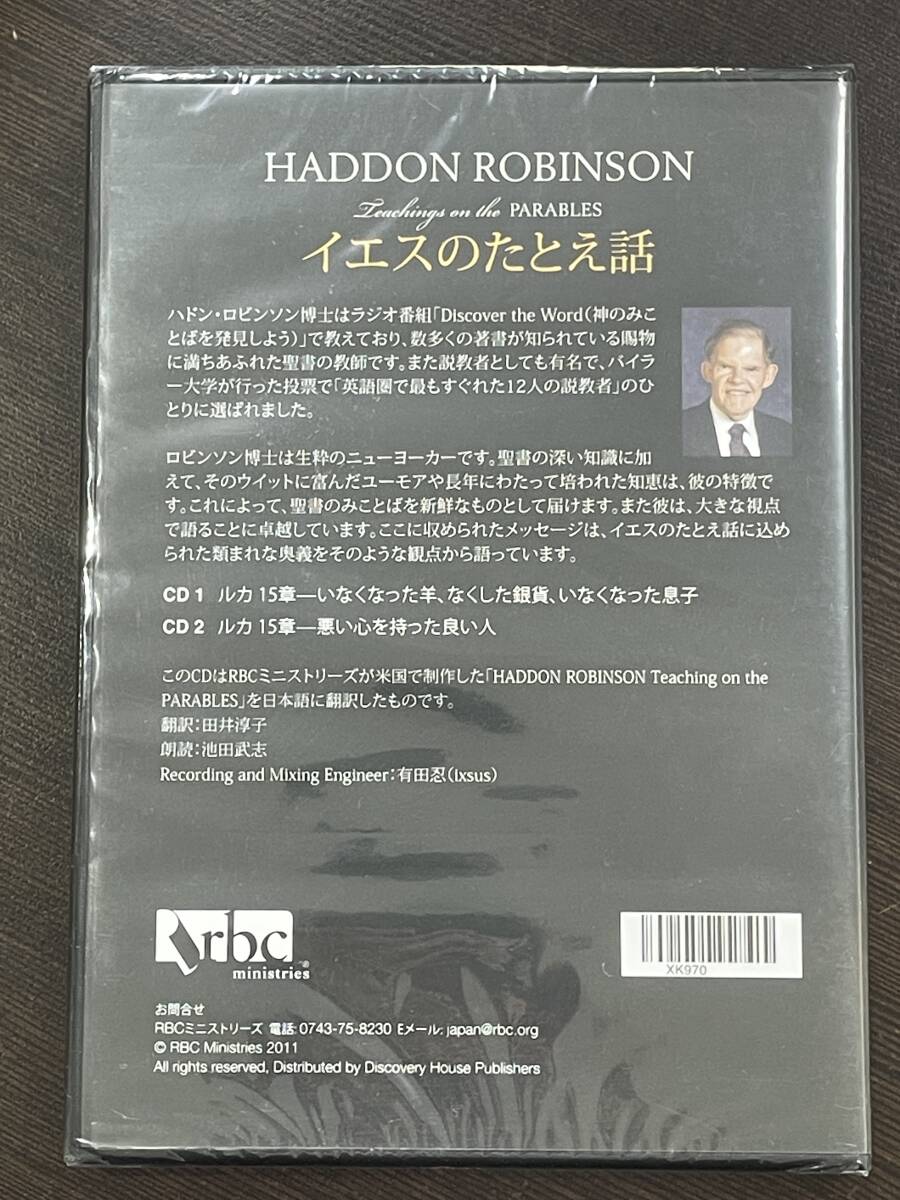 HADDON ROBINSON
Teachings on the PARABLES
イエスのたとえ話
ハドン・ロビンソン博士はラジオ番組「Discover the Word(神のみこ
とばを発見しよう)」で教えており、数多くの著書が知られている賜物
に満ちあふれた聖書の教師です。また説教者としても有名で、バイラ
ー大学が行った投票で「英語圏で最もすぐれた12人の説教者」のひ
とりに選ばれました。
ロビンソン博士は生粋のニューヨーカーです。聖書の深い知識に加
えて、そのウイットに富んだユーモアや長年にわたって培われた知恵は、彼の特徴で
す。これによって、聖書のみことばを新鮮なものとして届けます。また彼は、大きな視点
で語ることに卓越しています。ここに収められたメッセージは、イエスのたとえ話に込め
られた類まれな奥義をそのような観点から語っています。
CD 1 ルカ 15章—いなくなった羊、なくした銀貨、いなくなった息子
CD 2 ルカ 15章—悪い心を持った良い人
このCDはRBCミニストリーズが米国で制作した「HADDON ROBINSON Teaching on the
PARABLES」を日本語に翻訳したものです。
翻訳:田井淳子
朗読:池田武志
Recording and Mixing Engineer:有田忍(ixsus)
rbc
ministries®
XK970
お問合せ
RBCミニストリーズ 電話: 0743-75-8230 Eメール: japan@rbc.org
© RBC Ministries 2011
All rights reserved, Distributed by Discovery House Publishers